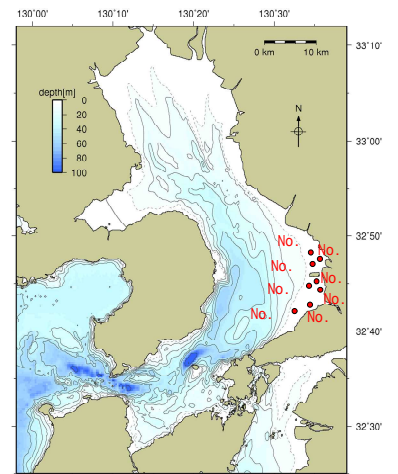 130°00' 130°10' 130°20' 130°30'
33°10'
0 km 10 km
depth[m]
0
20
40
60
80
100
N
33°00'
32°50'
No. No.
No.
No.
No. No.
No. No.
32°40'
32°30'